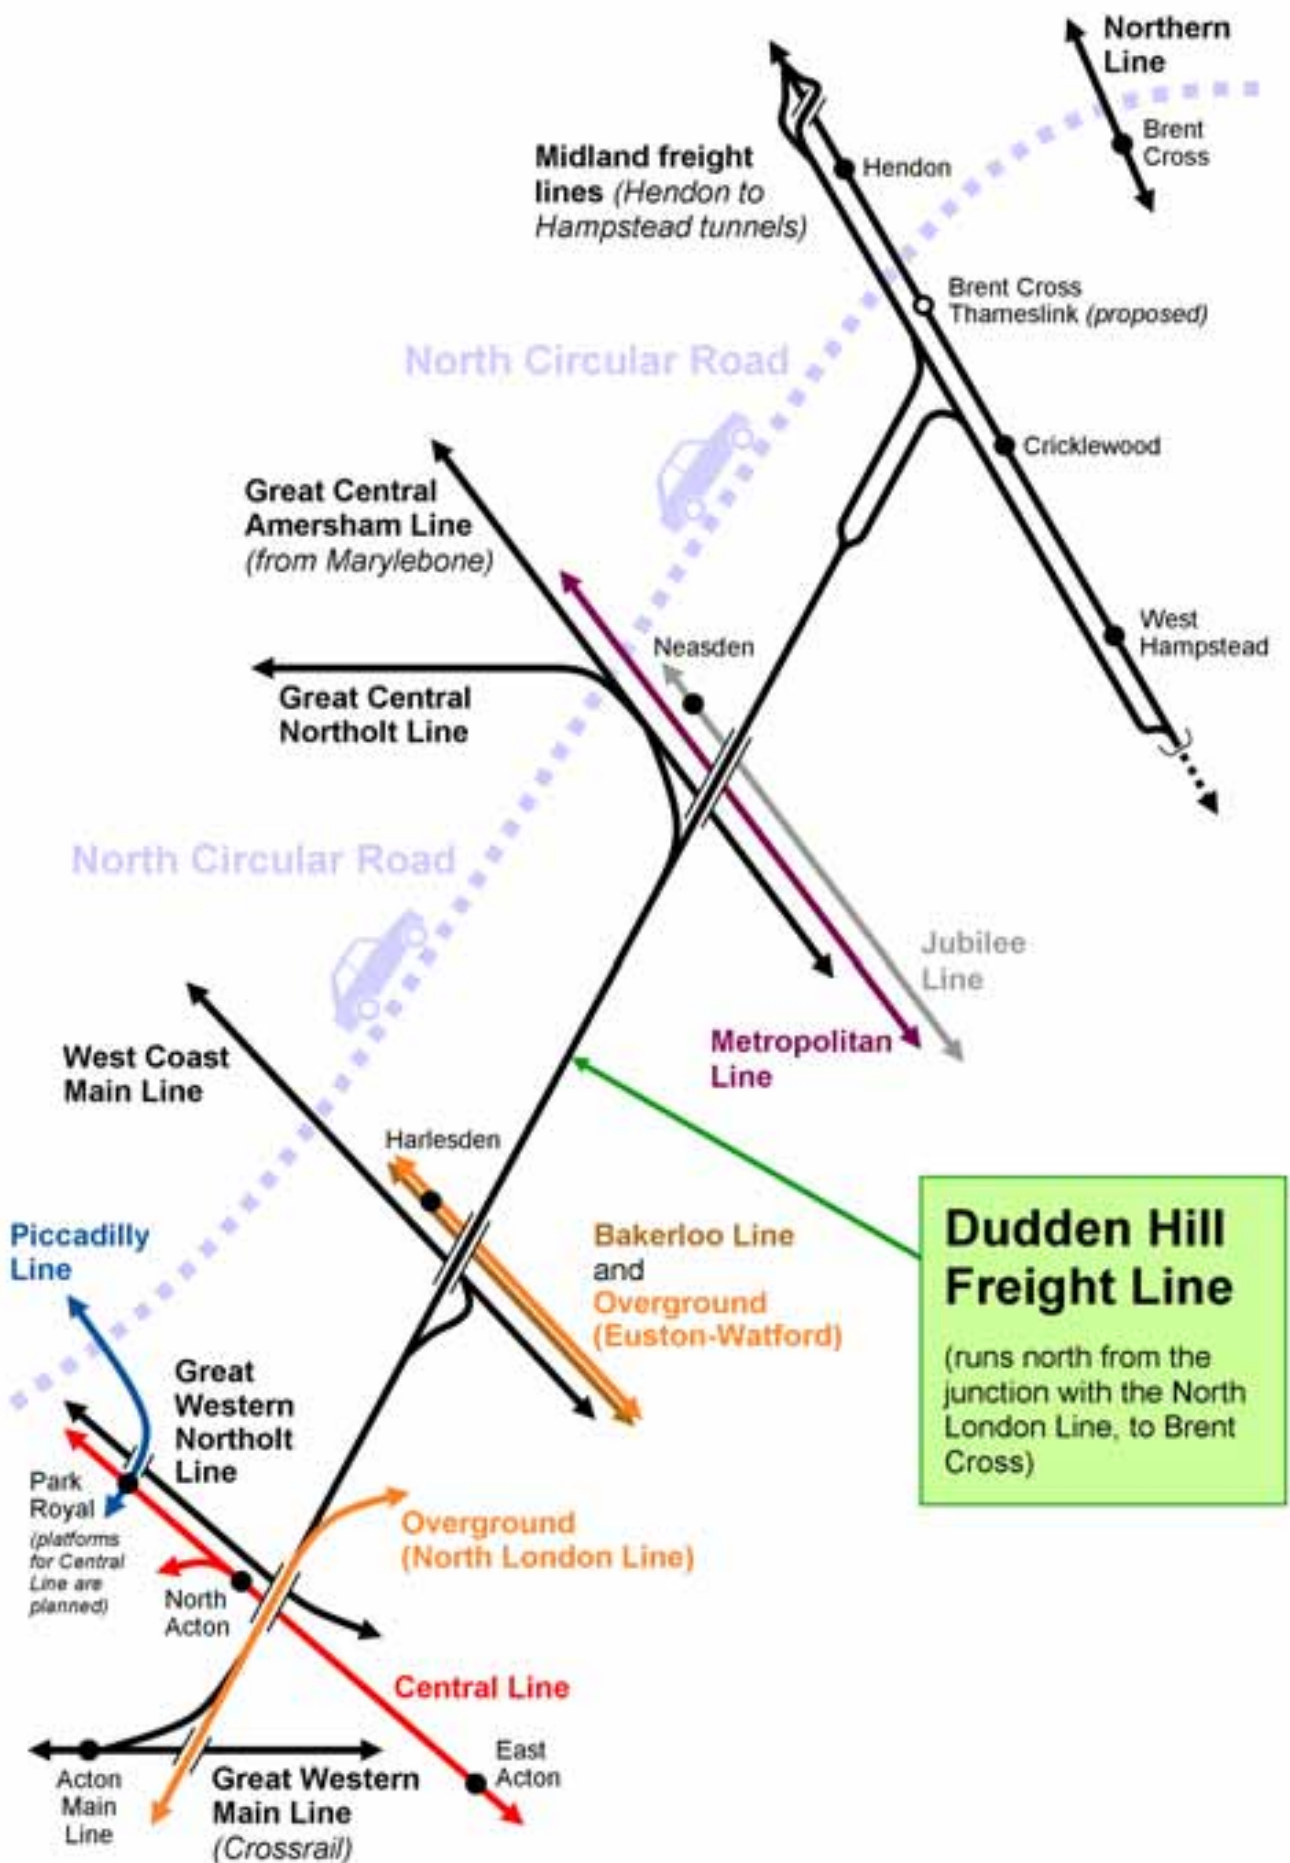 Northern
Line
Brent
Cross
Midland freight
lines (Hendon to
Hampstead tunnels)
Hendon
Brent Cross
Thameslink (proposed)
North Circular Road
Cricklewood
Great Central
Amersham Line
(from Marylebone)
West
Hampstead
Neasden
Great Central
Northolt Line
North Circular Road
Jubilee
Line
Metropolitan
Line
West Coast
Main Line
Harlesden
Dudden Hill
Freight Line
(runs north from the
junction with the North
London Line, to Brent
Cross)
Piccadilly
Line
Bakerloo Line
and
Overground
(Euston-Watford)
Great
Western
Northolt
Line
Park
Royal
(platforms
for Central
Line are
planned)
Overground
(North London Line)
North
Acton
Central Line
East
Acton
Acton
Main
Line
Great Western
Main Line
(Crossrail)